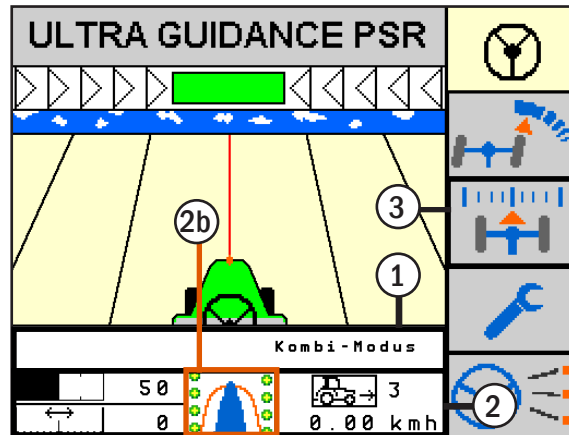 ULTRA GUIDANCE PSR
2b
3
1
Kombi-Modus
50
3
0
0.00 kmh
2